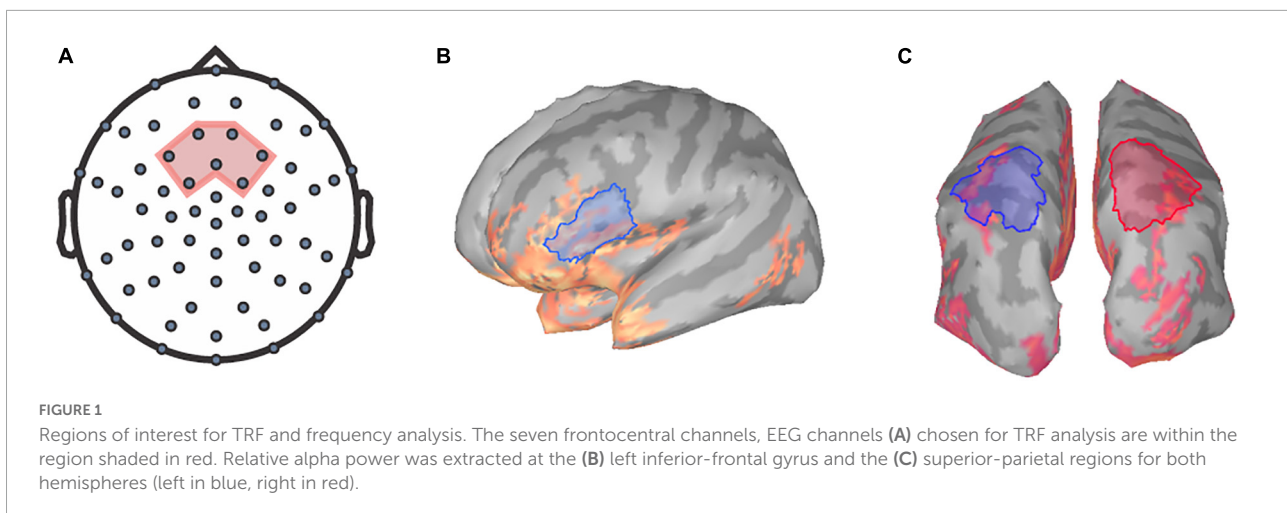 A
B
C
FIGURE 1
Regions of interest for TRF and frequency analysis. The seven frontocentral channels, EEG channels (A) chosen for TRF analysis are within the
region shaded in red. Relative alpha power was extracted at the (B) left inferior-frontal gyrus and the (C) superior-parietal regions for both
hemispheres (left in blue, right in red).